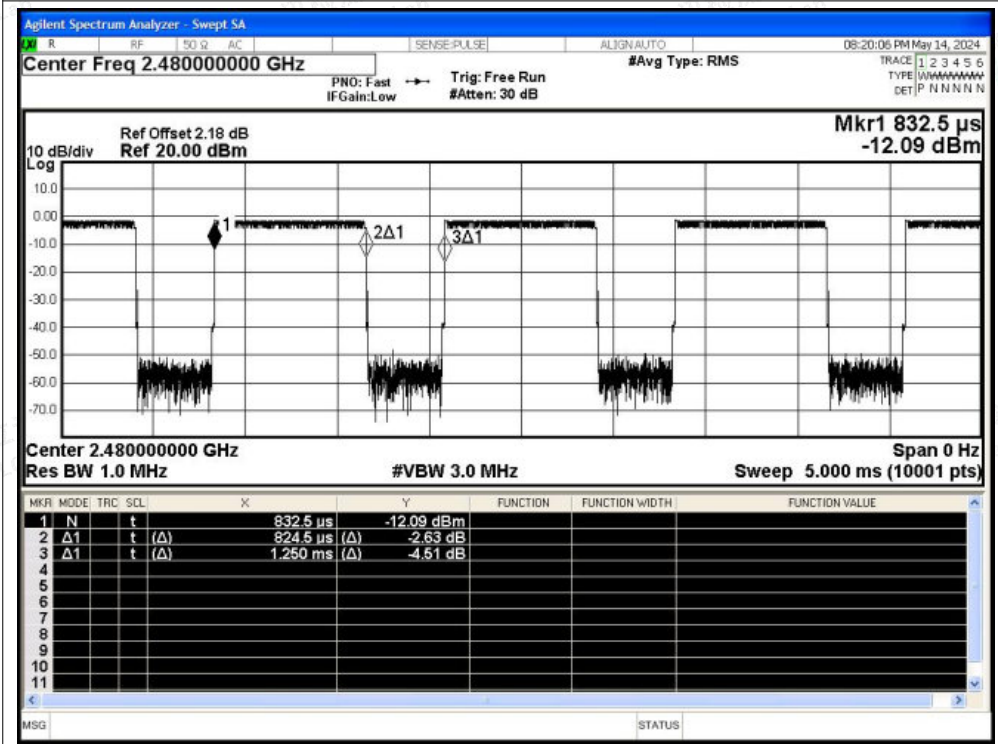 Agilent Spectrum Analyzer - Swept SA
LXI R RF 50 Ω AC SENSE:PULSE ALIGN AUTO 08:20:06 PM May 14, 2024
Center Freq 2.480000000 GHz #Avg Type: RMS TRACE 1 2 3 4 5 6
PNO: Fast Trig: Free Run TYPE
IFGain:Low #Atten: 30 dB DET P N N N N N
Mkr1 832.5 µs
Ref Offset 2.18 dB
10 dB/div Ref 20.00 dBm -12.09 dBm
Log
10.0
0.00
1
2Δ1
3Δ1
-10.0
-20.0
-30.0
-40.0
-50.0
-60.0
-70.0
Center 2.480000000 GHz Span 0 Hz
Res BW 1.0 MHz #VBW 3.0 MHz Sweep 5.000 ms (10001 pts)
MKR MODE TRC SCL X Y FUNCTION FUNCTION WIDTH FUNCTION VALUE
1 N t 832.5 µs -12.09 dBm
2 Δ1 t (Δ) 824.5 µs (Δ) -2.63 dB
3 Δ1 t (Δ) 1.250 ms (Δ) -4.51 dB
4
5
6
7
8
9
10
11
MSG STATUS